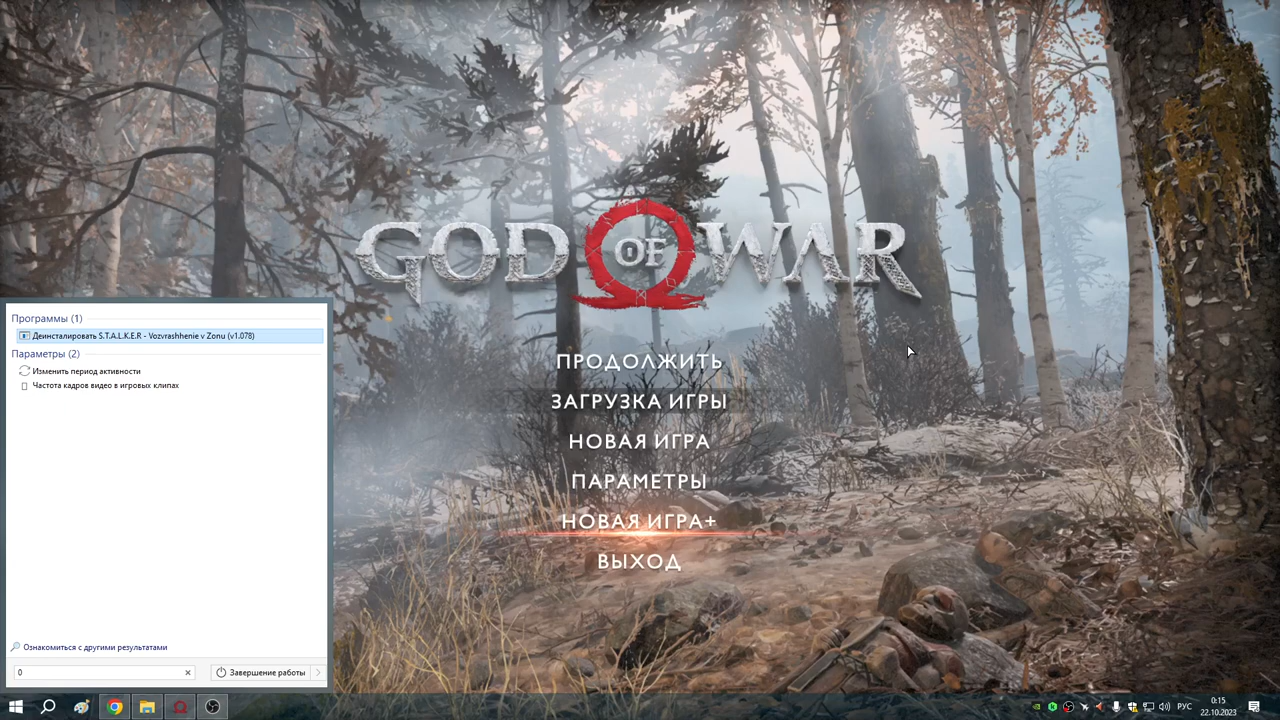 GOD OF WAR
ПРОДОЛЖИТЬ
ЗАГРУЗКА ИГРЫ
НОВАЯ ИГРА
ПАРАМЕТРЫ
НОВАЯ ИГРА+
ВЫХОД
Программы (1)
Деинсталировать S.T.A.L.K.E.R - Vozvrashhenie v Zonu (v1.078)
Параметры (2)
Изменить период активности
Частота кадров видео в игровых клипах
Ознакомиться с другими результатами
0
Завершение работы
РУС
0:15
22.10.2023